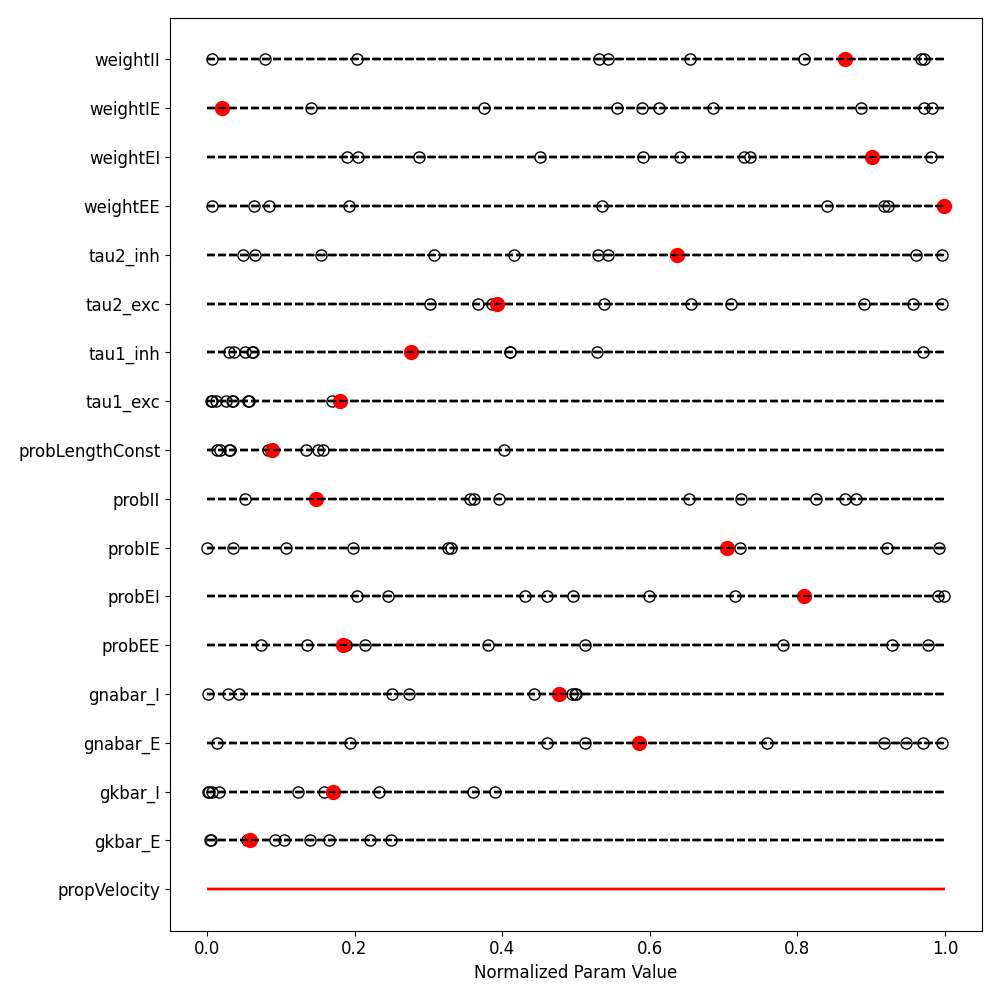 weightII
weightIE
weightEI
weightEE
tau2_inh
tau2_exc
tau1_inh
tau1_exc
probLengthConst
probII
probIE
probEI
probEE
gnabar_I
gnabar_E
gkbar_I
gkbar_E
propVelocity
0.0 0.2 0.4 0.6 0.8 1.0
Normalized Param Value